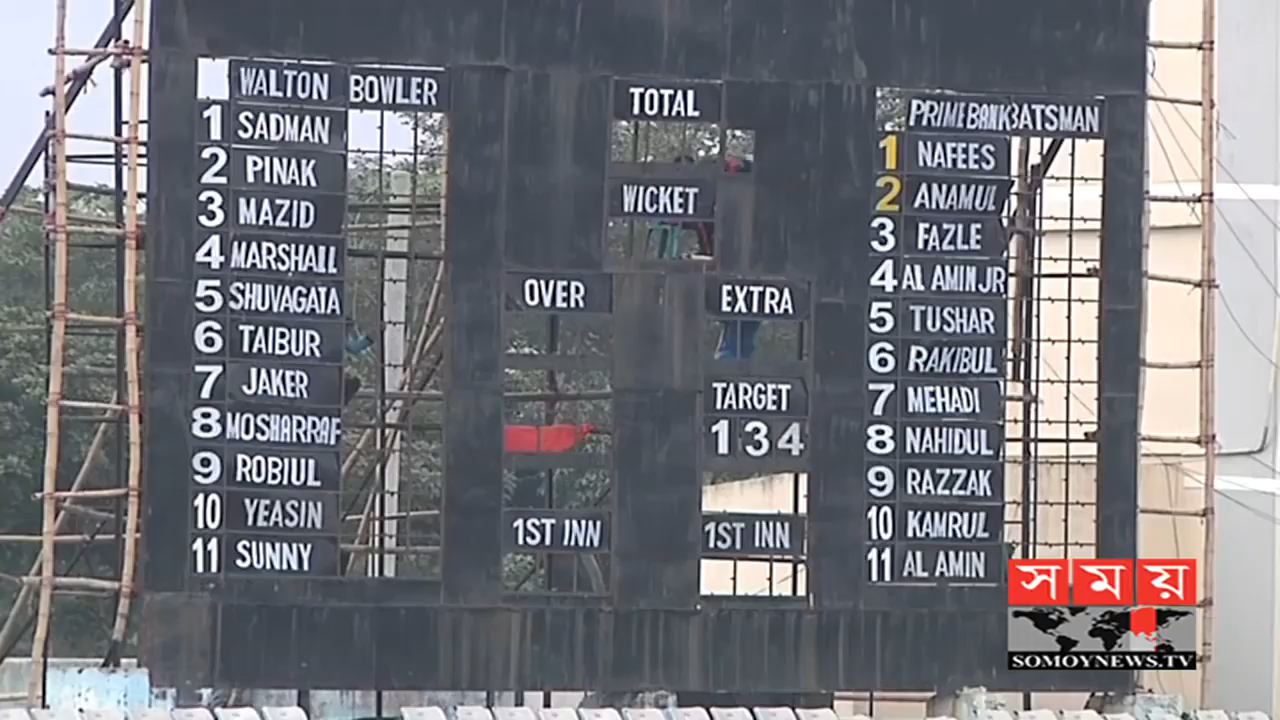 WALTON BOWLER
1 SADMAN
2 PINAK
3 MAZID
4 MARSHALL
5 SHUVAGATA
6 TAIBUR
7 JAKER
8 MOSHARRAF
9 ROBIUL
10 YEASIN
11 SUNNY
TOTAL
WICKET
OVER
EXTRA
TARGET
134
1ST INN
1ST INN
PRIME BANK BATSMAN
1 NAFEES
2 ANAMUL
3 FAZLE
4 AL AMIN JR
5 TUSHAR
6 RAKIBUL
7 MEHADI
8 NAHIDUL
9 RAZZAK
10 KAMRUL
11 AL AMIN
সময়
SOMOYNEWS.TV